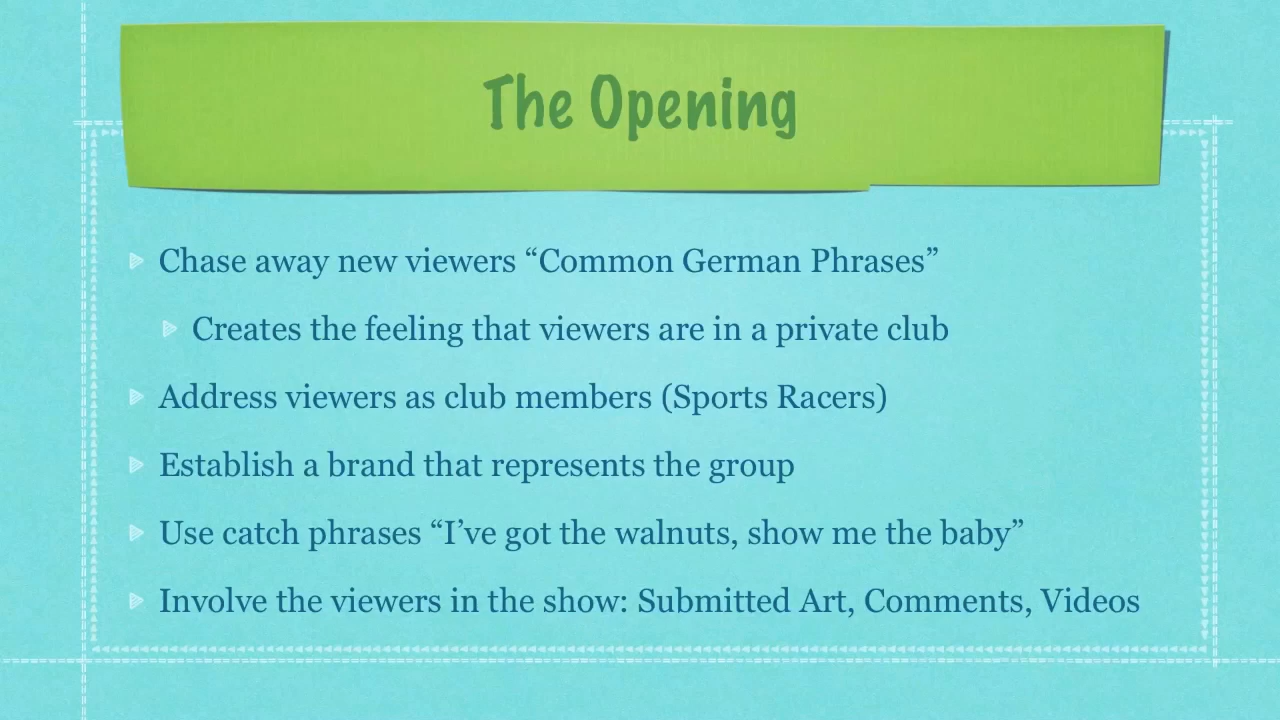 The Opening
Chase away new viewers “Common German Phrases”
Creates the feeling that viewers are in a private club
Address viewers as club members (Sports Racers)
Establish a brand that represents the group
Use catch phrases “I’ve got the walnuts, show me the baby”
Involve the viewers in the show: Submitted Art, Comments, Videos